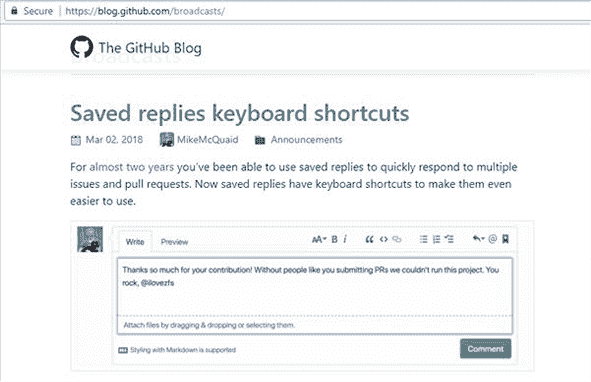 Secure | https://blog.github.com/broadcasts/
The GitHub Blog
Saved replies keyboard shortcuts
Mar 02, 2018 MikeMcQuaid Announcements
For almost two years you've been able to use saved replies to quickly respond to multiple
issues and pull requests. Now saved replies have keyboard shortcuts to make them even
easier to use.
Write Preview AA B i
Thanks so much for your contribution! Without people like you submitting PRs we couldn't run this project. You
rock, @ilovezfs
Attach files by dragging & dropping or selecting them.
Styling with Markdown is supported Comment